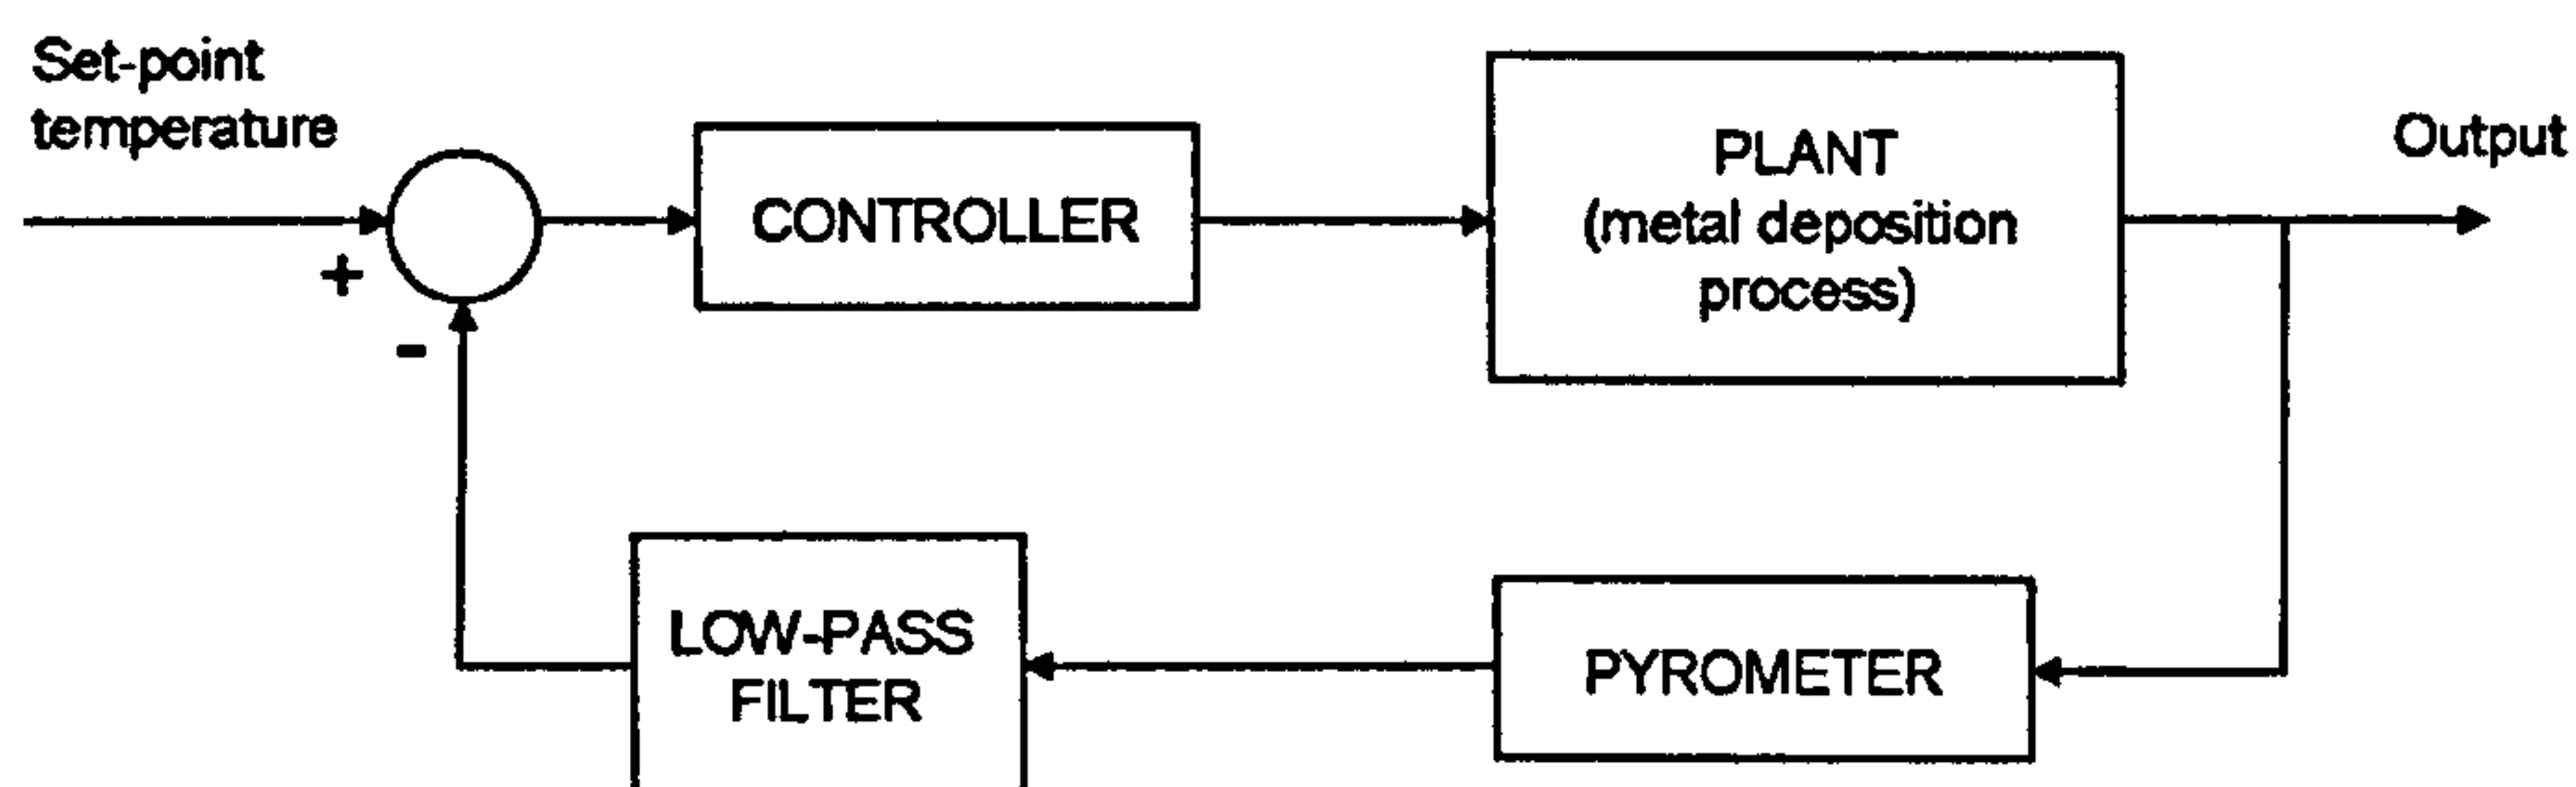 Set-point
temperature
+
-
CONTROLLER
PLANT
(metal deposition
process)
Output
LOW-PASS
FILTER
PYROMETER